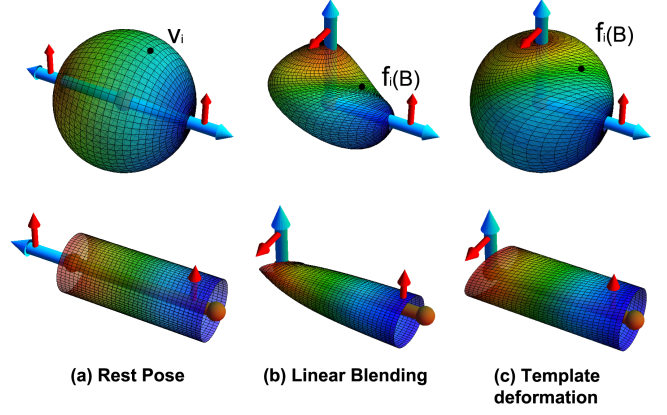 vᵢ
fᵢ(B)
fᵢ(B)
(a) Rest Pose
(b) Linear Blending
(c) Template
deformation